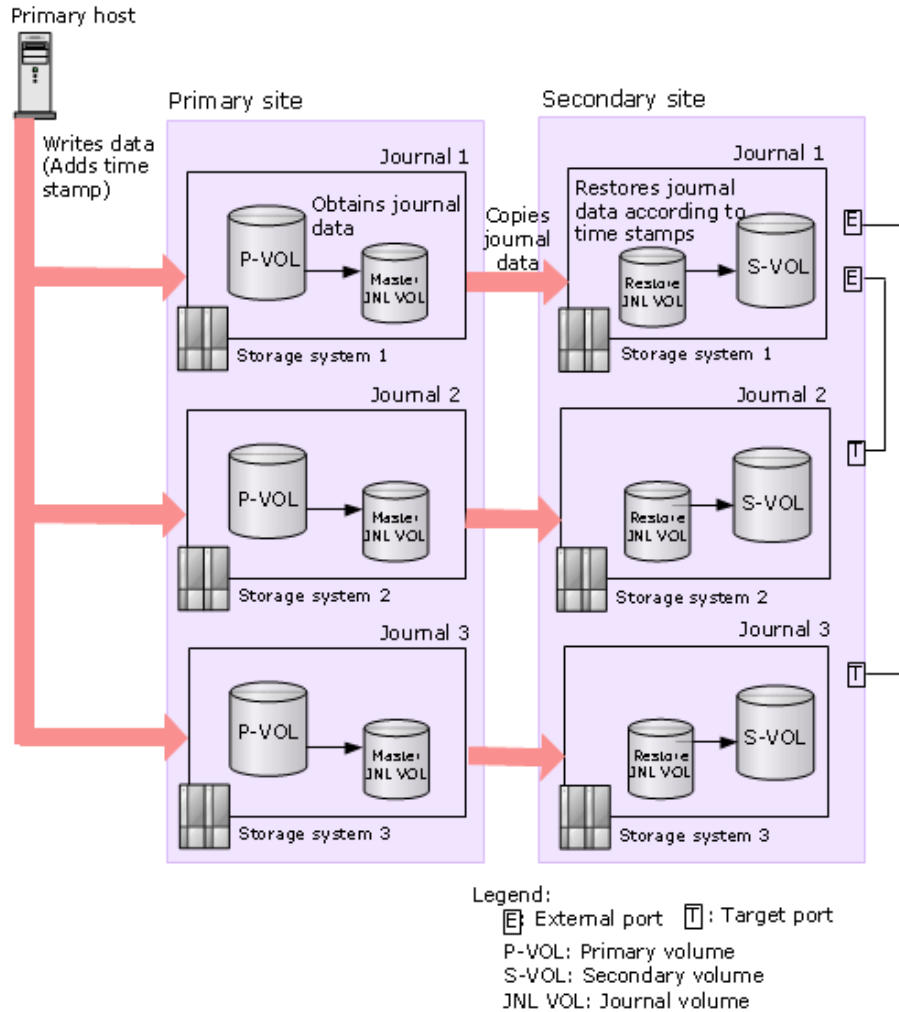 Primary host
Primary site
Secondary site
Writes data
(Adds time
stamp)
Journal 1
Obtains journal
data
P-VOL
Master
JNL VOL
Storage system 1
Copies
journal
data
Journal 1
Restores journal
data according to
time stamps
Restore
JNL VOL
S-VOL
Storage system 1
E
E
Journal 2
P-VOL
Master
JNL VOL
Storage system 2
Journal 2
Restore
JNL VOL
S-VOL
Storage system 2
T
Journal 3
P-VOL
Master
JNL VOL
Storage system 3
Journal 3
Restore
JNL VOL
S-VOL
Storage system 3
T
Legend:
E: External port T: Target port
P-VOL: Primary volume
S-VOL: Secondary volume
JNL VOL: Journal volume